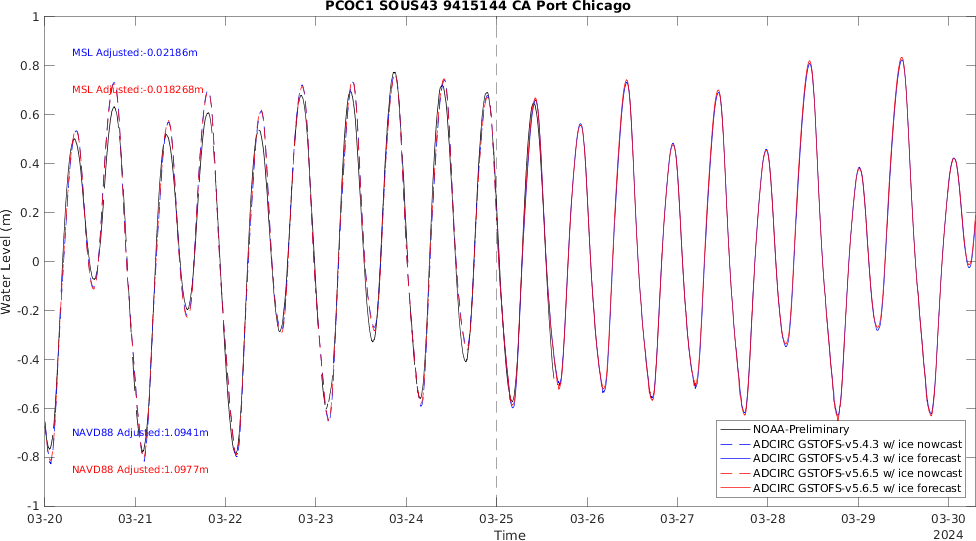 PCOC1 SOUS43 9415144 CA Port Chicago
1
0.8
0.6
0.4
0.2
0
-0.2
-0.4
-0.6
-0.8
-1
Water Level (m)
MSL Adjusted:-0.02186m
MSL Adjusted:-0.018268m
NAVD88 Adjusted:1.0941m
NAVD88 Adjusted:1.0977m
NOAA-Preliminary
ADCIRC GSTOFS-v5.4.3 w/ ice nowcast
ADCIRC GSTOFS-v5.4.3 w/ ice forecast
ADCIRC GSTOFS-v5.6.5 w/ ice nowcast
ADCIRC GSTOFS-v5.6.5 w/ ice forecast
03-20 03-21 03-22 03-23 03-24 03-25 03-26 03-27 03-28 03-29 03-30
2024
Time